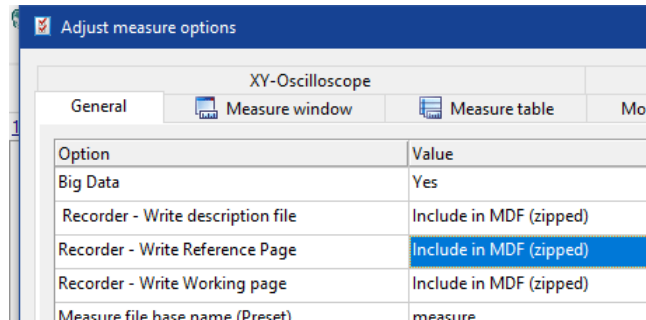 Adjust measure options
XY-Oscilloscope
General Measure window Measure table Mo
1
Option Value
Big Data Yes
Recorder - Write description file Include in MDF (zipped)
Recorder - Write Reference Page Include in MDF (zipped)
Recorder - Write Working page Include in MDF (zipped)
Measure file base name (Preset) measure